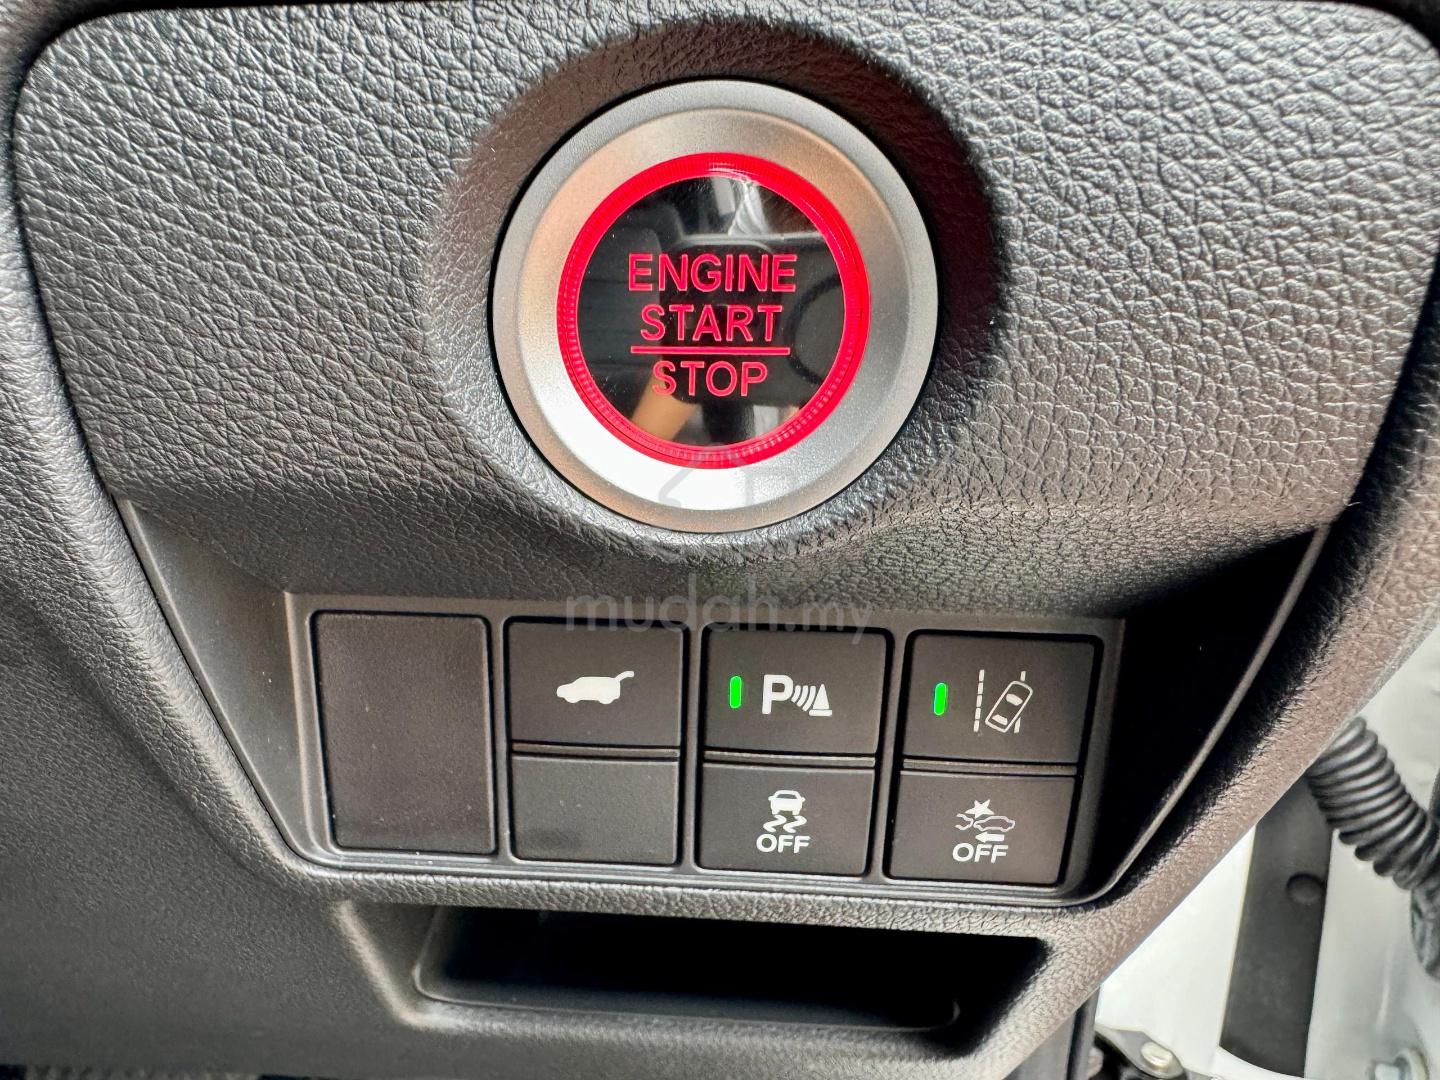 ENGINE
START
STOP
mudah.my
P
OFF
OFF